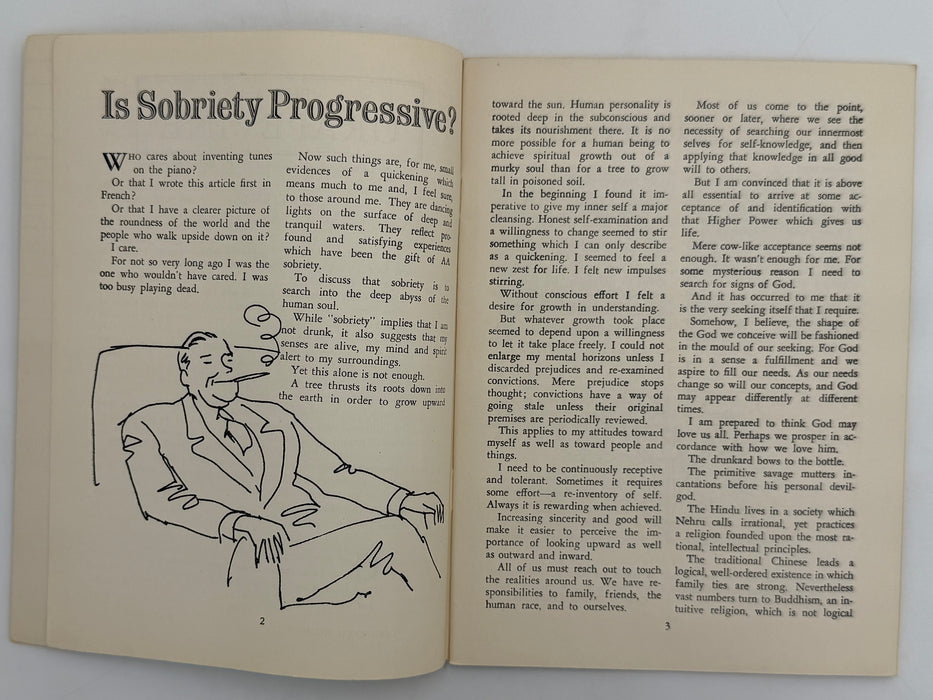 Is Sobriety Progressive?
WHO cares about inventing tunes
on the piano?
Or that I wrote this article first in
French?
Or that I have a clearer picture of
the roundness of the world and the
people who walk upside down on it?
I care.
For not so very long ago I was the
one who wouldn't have cared. I was
too busy playing dead.
Now such things are, for me, small
evidences of a quickening which
means much to me and, I feel sure,
to those around me. They are dancing
lights on the surface of deep and
tranquil waters. They reflect pro-
found and satisfying experiences
which have been the gift of AA
sobriety.
To discuss that sobriety is to
search into the deep abyss of the
human soul.
While "sobriety" implies that I am
not drunk, it also suggests that my
senses are alive, my mind and spirit
alert to my surroundings.
Yet this alone is not enough.
A tree thrusts its roots down into
the earth in order to grow upward
2
toward the sun. Human personality is
rooted deep in the subconscious and
takes its nourishment there. It is no
more possible for a human being to
achieve spiritual growth out of a
murky soul than for a tree to grow
tall in poisoned soil.
In the beginning I found it im-
perative to give my inner self a major
cleansing. Honest self-examination and
a willingness to change seemed to stir
something which I can only describe
as a quickening. I seemed to feel a
new zest for life. I felt new impulses
stirring.
Without conscious effort I felt a
desire for growth in understanding.
But whatever growth took place
seemed to depend upon a willingness
to let it take place freely. I could not
enlarge my mental horizons unless I
discarded prejudices and re-examined
convictions. Mere prejudice stops
thought; convictions have a way of
going stale unless their original
premises are periodically reviewed.
This applies to my attitudes toward
myself as well as toward people and
things.
I need to be continuously receptive
and tolerant. Sometimes it requires
some effort—a re-inventory of self.
Always it is rewarding when achieved.
Increasing sincerity and good will
make it easier to perceive the im-
portance of looking upward as well
as outward and inward.
All of us must reach out to touch
the realities around us. We have re-
sponsibilities to family, friends, the
human race, and to ourselves.
Most of us come to the point,
sooner or later, where we see the
necessity of searching our innermost
selves for self-knowledge, and then
applying that knowledge in all good
will to others.
But I am convinced that it is above
all essential to arrive at some ac-
ceptance of and identification with
that Higher Power which gives us
life.
Mere cow-like acceptance seems not
enough. It wasn't enough for me. For
some mysterious reason I need to
search for signs of God.
And it has occurred to me that it
is the very seeking itself that I require.
Somehow, I believe, the shape of
the God we conceive will be fashioned
in the mould of our seeking. For God
is in a sense a fulfillment and we
aspire to fill our needs. As our needs
change so will our concepts, and God
may appear differently at different
times.
I am prepared to think God may
love us all. Perhaps we prosper in ac-
cordance with how we love him.
The drunkard bows to the bottle.
The primitive savage mutters in-
cantations before his personal devil-
god.
The Hindu lives in a society which
Nehru calls irrational, yet practices
a religion founded upon the most ra-
tional, intellectual principles.
The traditional Chinese leads a
logical, well-ordered existence in which
family ties are strong. Nevertheless
vast numbers turn to Buddhism, an in-
tuitive religion, which is not logical
3